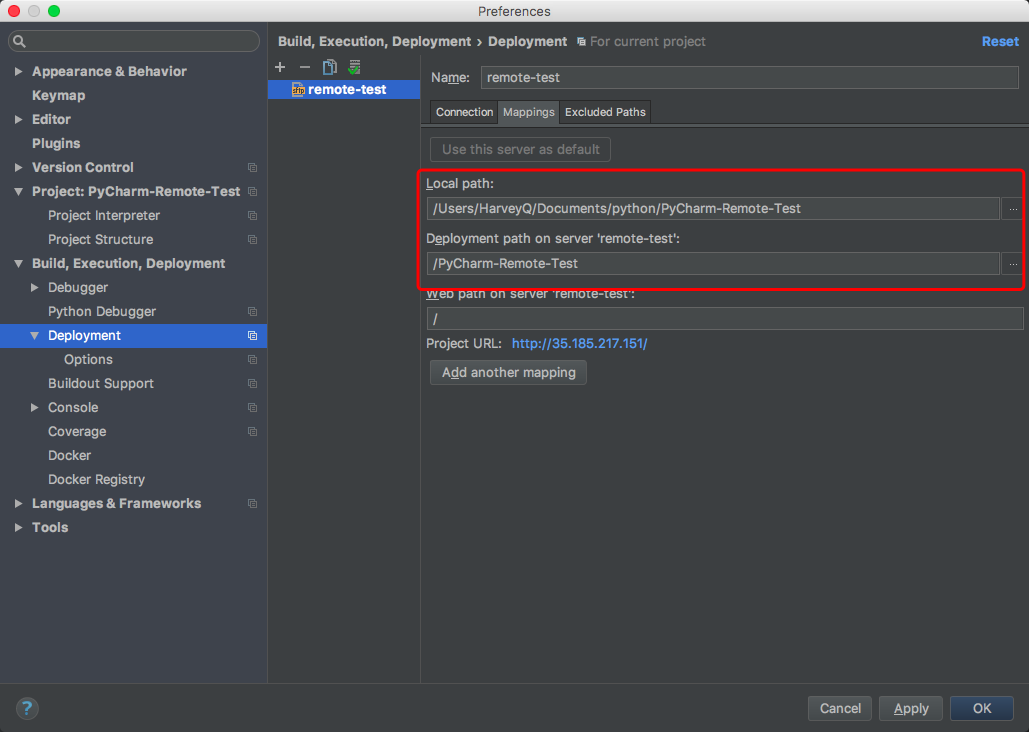 Preferences
Build, Execution, Deployment › Deployment For current project Reset
Appearance & Behavior
Keymap
Editor
Plugins
Version Control
Project: PyCharm-Remote-Test
Project Interpreter
Project Structure
Build, Execution, Deployment
Debugger
Python Debugger
Deployment
Options
Buildout Support
Console
Coverage
Docker
Docker Registry
Languages & Frameworks
Tools
sftp remote-test
Name: remote-test
Connection Mappings Excluded Paths
Use this server as default
Local path:
/Users/HarveyQ/Documents/python/PyCharm-Remote-Test ...
Deployment path on server 'remote-test':
/PyCharm-Remote-Test ...
Web path on server 'remote-test':
/
Project URL: http://35.185.217.151/
Add another mapping
? Cancel Apply OK